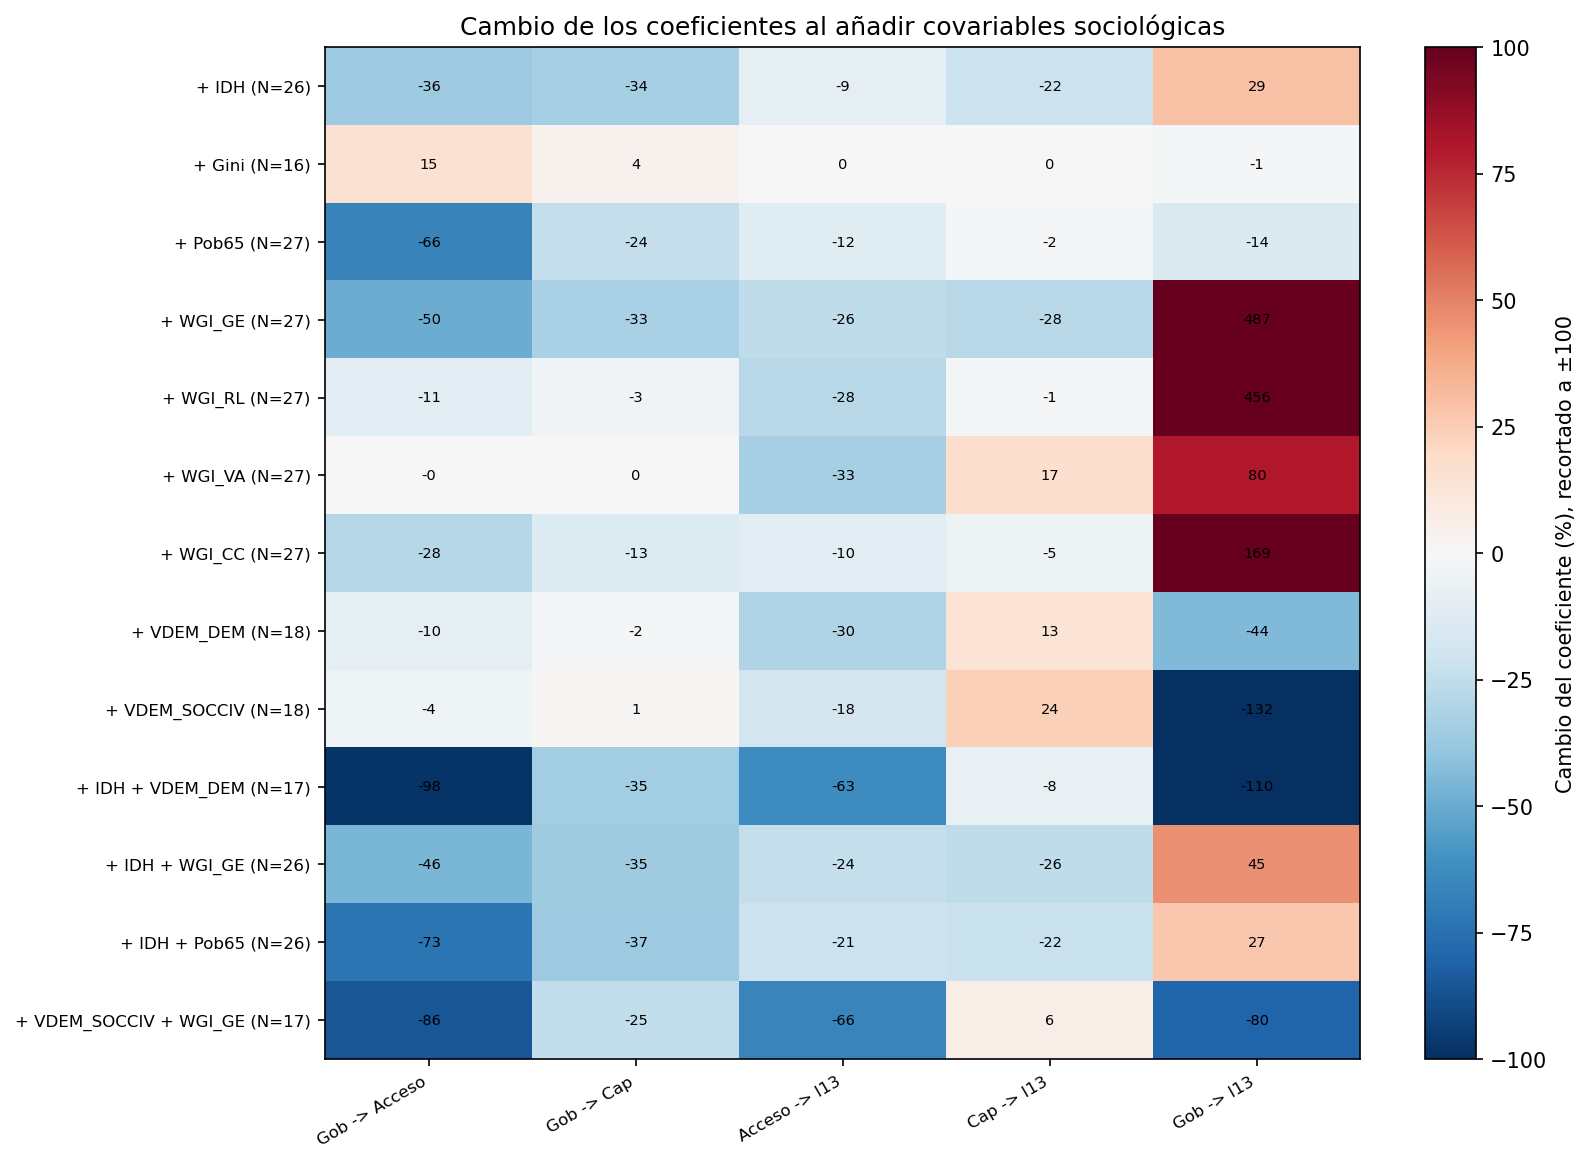 Cambio de los coeficientes al añadir covariables sociológicas
+ IDH (N=26) -36 -34 -9 -22 29
+ Gini (N=16) 15 4 0 0 -1
+ Pob65 (N=27) -66 -24 -12 -2 -14
+ WGI_GE (N=27) -50 -33 -26 -28 487
+ WGI_RL (N=27) -11 -3 -28 -1 456
+ WGI_VA (N=27) -0 0 -33 17 80
+ WGI_CC (N=27) -28 -13 -10 -5 169
+ VDEM_DEM (N=18) -10 -2 -30 13 -44
+ VDEM_SOCCIV (N=18) -4 1 -18 24 -132
+ IDH + VDEM_DEM (N=17) -98 -35 -63 -8 -110
+ IDH + WGI_GE (N=26) -46 -35 -24 -26 45
+ IDH + Pob65 (N=26) -73 -37 -21 -22 27
+ VDEM_SOCCIV + WGI_GE (N=17) -86 -25 -66 6 -80
Gob -> Acceso
Gob -> Cap
Acceso -> I13
Cap -> I13
Gob -> I13
100
75
50
25
0
−25
−50
−75
−100
Cambio del coeficiente (%), recortado a ±100